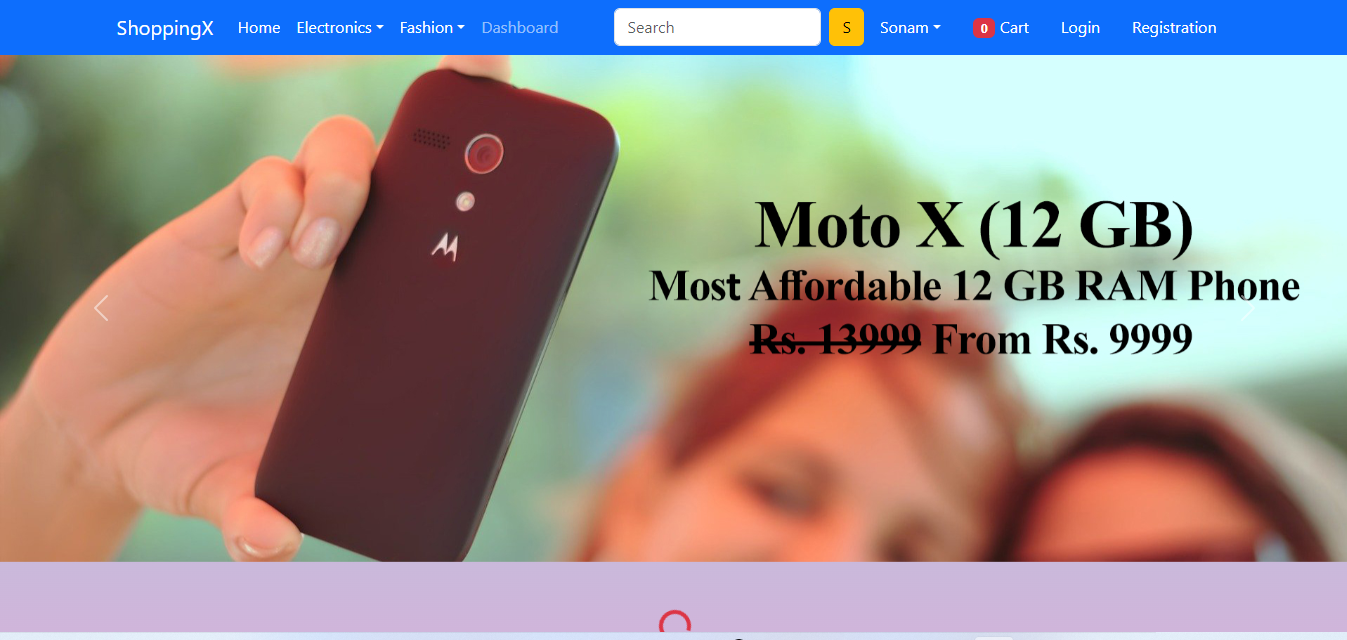 ShoppingX Home Electronics Fashion Dashboard Search S Sonam 0 Cart Login Registration
Moto X (12 GB)
Most Affordable 12 GB RAM Phone
Rs. 13999 From Rs. 9999